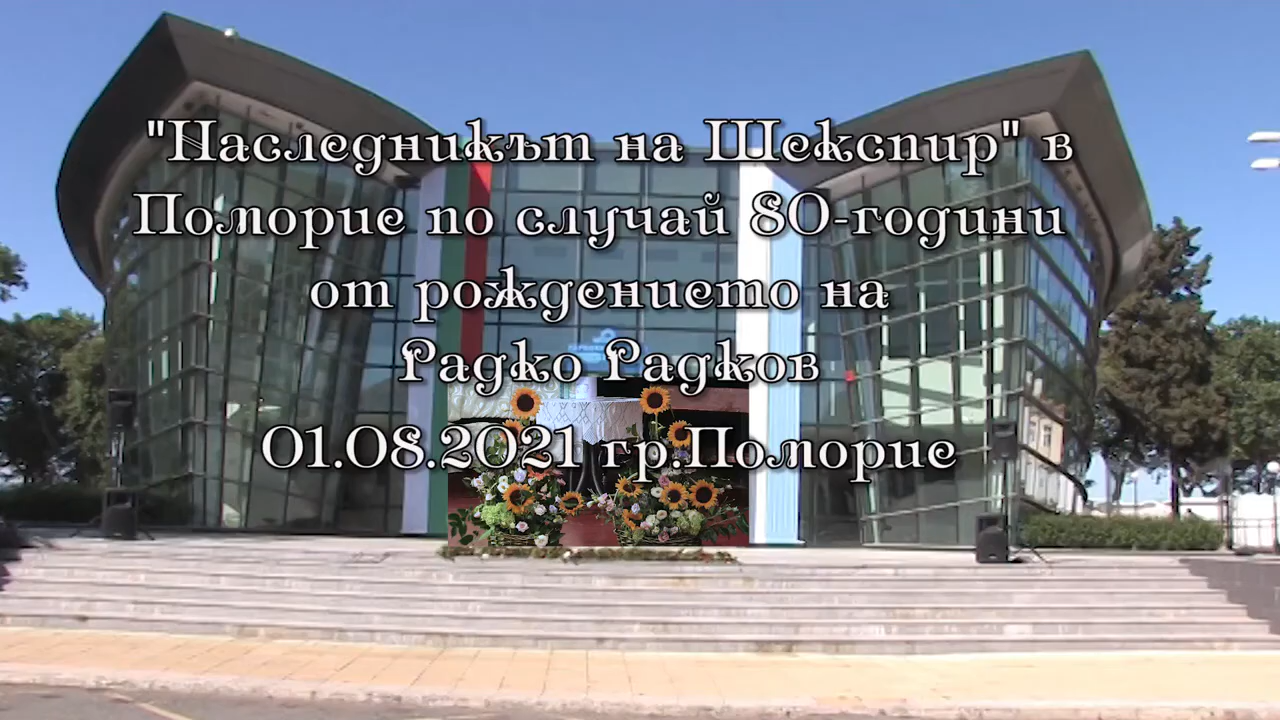 "Наследникът на Шекспир" в
Поморие по случай 80-години
от рождението на
Радко Радков
01.08.2021 гр.Поморие